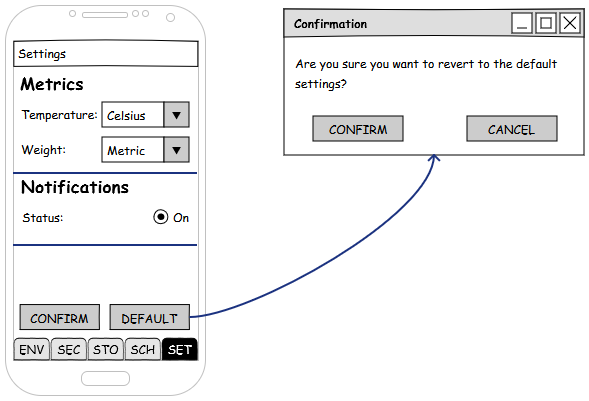 Settings
Metrics
Temperature: Celsius
Weight: Metric
Notifications
Status: On
CONFIRM DEFAULT
ENV SEC STO SCH SET
Confirmation
Are you sure you want to revert to the default
settings?
CONFIRM CANCEL